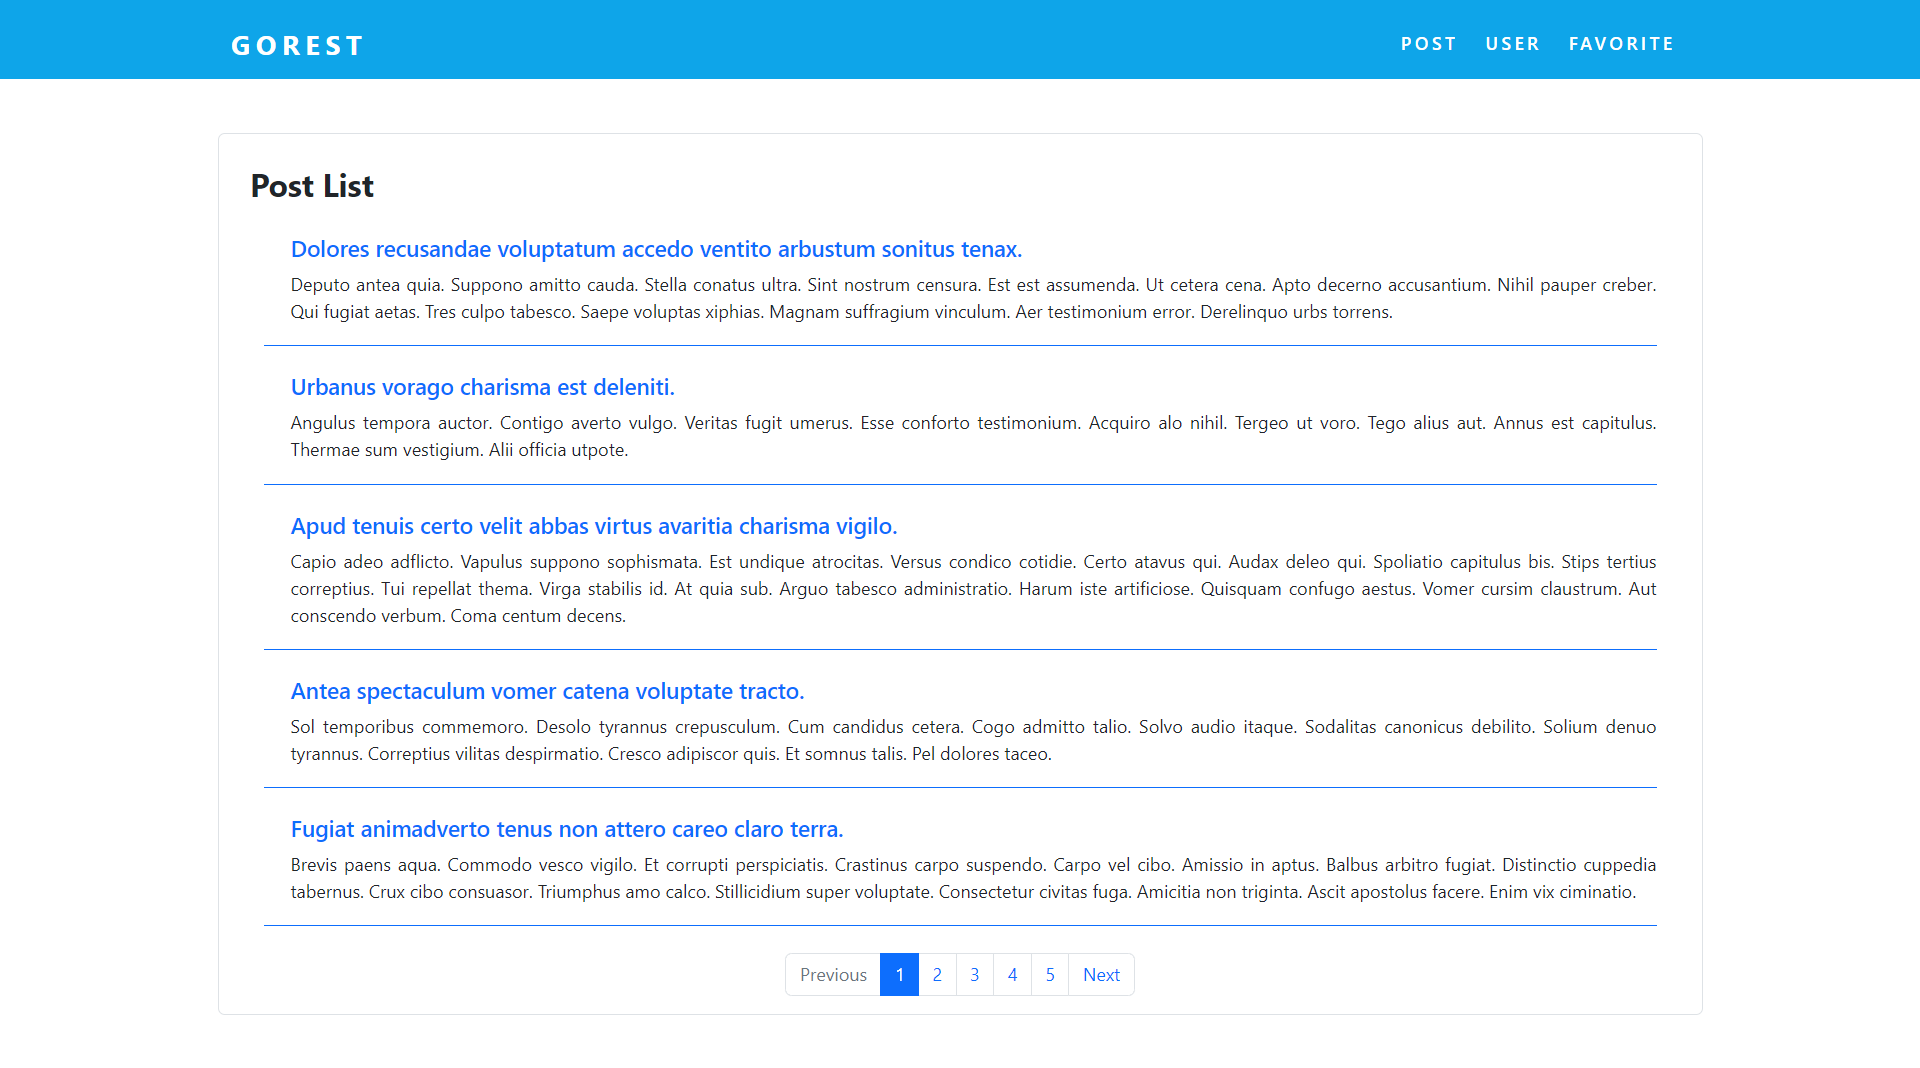 GOREST
POST USER FAVORITE
Post List
Dolores recusandae voluptatum accedo ventito arbustum sonitus tenax.
Deputo antea quia. Suppono amitto cauda. Stella conatus ultra. Sint nostrum censura. Est est assumenda. Ut cetera cena. Apto decerno accusantium. Nihil pauper creber.
Qui fugiat aetas. Tres culpo tabesco. Saepe voluptas xiphias. Magnam suffragium vinculum. Aer testimonium error. Derelinquo urbs torrens.
Urbanus vorago charisma est deleniti.
Angulus tempora auctor. Contigo averto vulgo. Veritas fugit umerus. Esse conforto testimonium. Acquiro alo nihil. Tergeo ut voro. Tego alius aut. Annus est capitulus.
Thermae sum vestigium. Alii officia utpote.
Apud tenuis certo velit abbas virtus avaritia charisma vigilo.
Capio adeo adflicto. Vapulus suppono sophismata. Est undique atrocitas. Versus condico cotidie. Certo atavus qui. Audax deleo qui. Spoliatio capitulus bis. Stips tertius
correptius. Tui repellat thema. Virga stabilis id. At quia sub. Arguo tabesco administratio. Harum iste artificiose. Quisquam confugo aestus. Vomer cursim claustrum. Aut
conscendo verbum. Coma centum decens.
Antea spectaculum vomer catena voluptate tracto.
Sol temporibus commemoro. Desolo tyrannus crepusculum. Cum candidus cetera. Cogo admitto talio. Solvo audio itaque. Sodalitas canonicus debilito. Solium denuo
tyrannus. Correptius vilitas despirmatio. Cresco adipiscor quis. Et somnus talis. Pel dolores taceo.
Fugiat animadverto tenus non attero careo claro terra.
Brevis paens aqua. Commodo vesco vigilo. Et corrupti perspiciatis. Crastinus carpo suspendo. Carpo vel cibo. Amissio in aptus. Balbus arbitro fugiat. Distinctio cuppedia
tabernus. Crux cibo consuasor. Triumphus amo calco. Stillicidium super voluptate. Consectetur civitas fuga. Amicitia non triginta. Ascit apostolus facere. Enim vix ciminatio.
Previous 1 2 3 4 5 Next